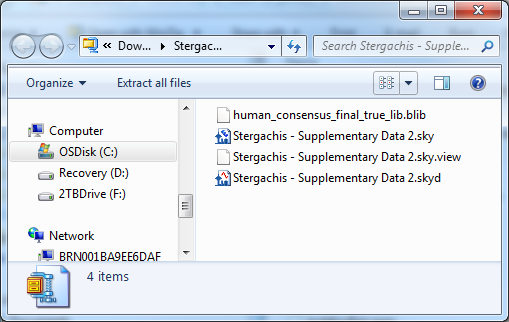 « Dow... ▸ Stergac... Search Stergachis - Supple...
Organize Extract all files
Computer
OSDisk (C:)
Recovery (D:)
2TBDrive (F:)
Network
BRN001BA9EE6DAF
human_consensus_final_true_lib.blib
Stergachis - Supplementary Data 2.sky
Stergachis - Supplementary Data 2.sky.view
Stergachis - Supplementary Data 2.skyd
4 items